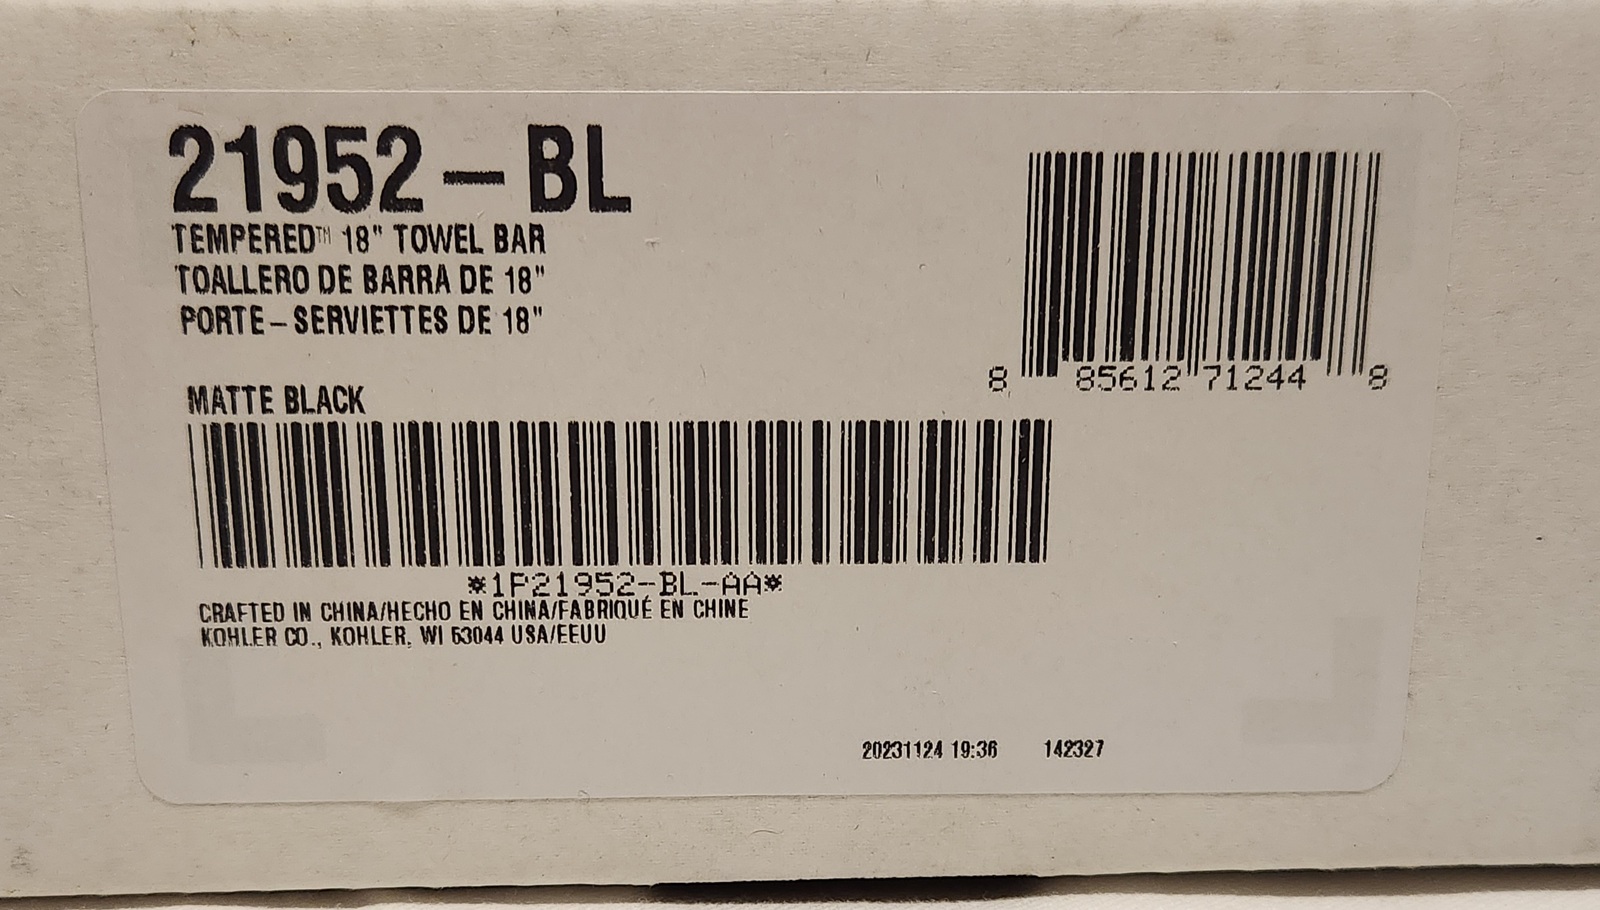 21952-BL
TEMPERED™ 18" TOWEL BAR
TOALLERO DE BARRA DE 18"
PORTE-SERVIETTES DE 18"
8 85612 71244 8
MATTE BLACK
*1P21952-BL-AA*
CRAFTED IN CHINA/HECHO EN CHINA/FABRIQUÉ EN CHINE
KOHLER CO., KOHLER, WI 53044 USA/EEUU
20231124 19:36 142327